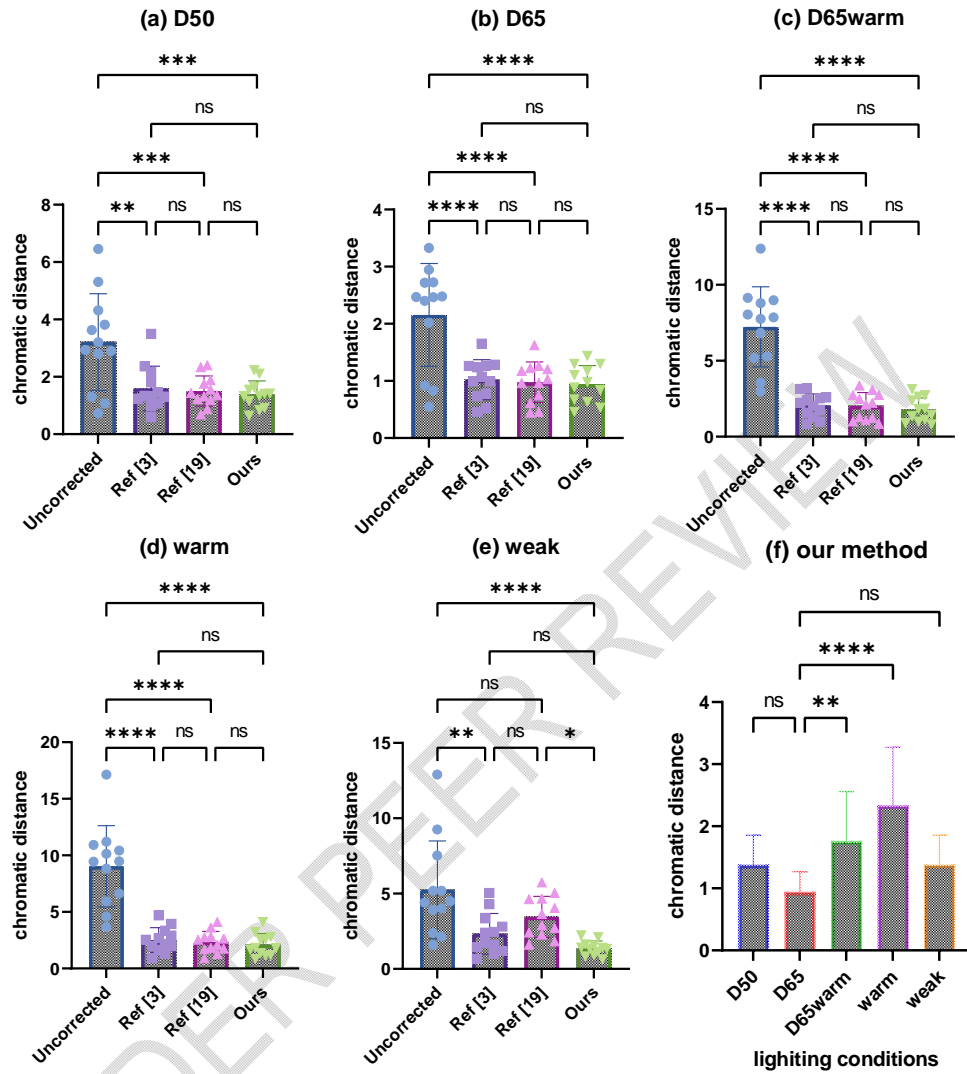 (a) D50
***
ns
***
** ns ns
8
6
4
2
0
chromatic distance
Uncorrected
Ref [3]
Ref [19]
Ours
(b) D65
****
ns
****
**** ns ns
4
3
2
1
0
chromatic distance
Uncorrected
Ref [3]
Ref [19]
Ours
(c) D65warm
****
ns
****
**** ns ns
15
10
5
0
chromatic distance
Uncorrected
Ref [3]
Ref [19]
Ours
(d) warm
****
ns
****
**** ns ns
20
15
10
5
0
chromatic distance
Uncorrected
Ref [3]
Ref [19]
Ours
(e) weak
****
ns
ns
** ns *
15
10
5
0
chromatic distance
Uncorrected
Ref [3]
Ref [19]
Ours
(f) our method
ns
****
ns **
4
3
2
1
0
chromatic distance
D50
D65
D65warm
warm
weak
lighiting conditions
DER PEER REVIEW